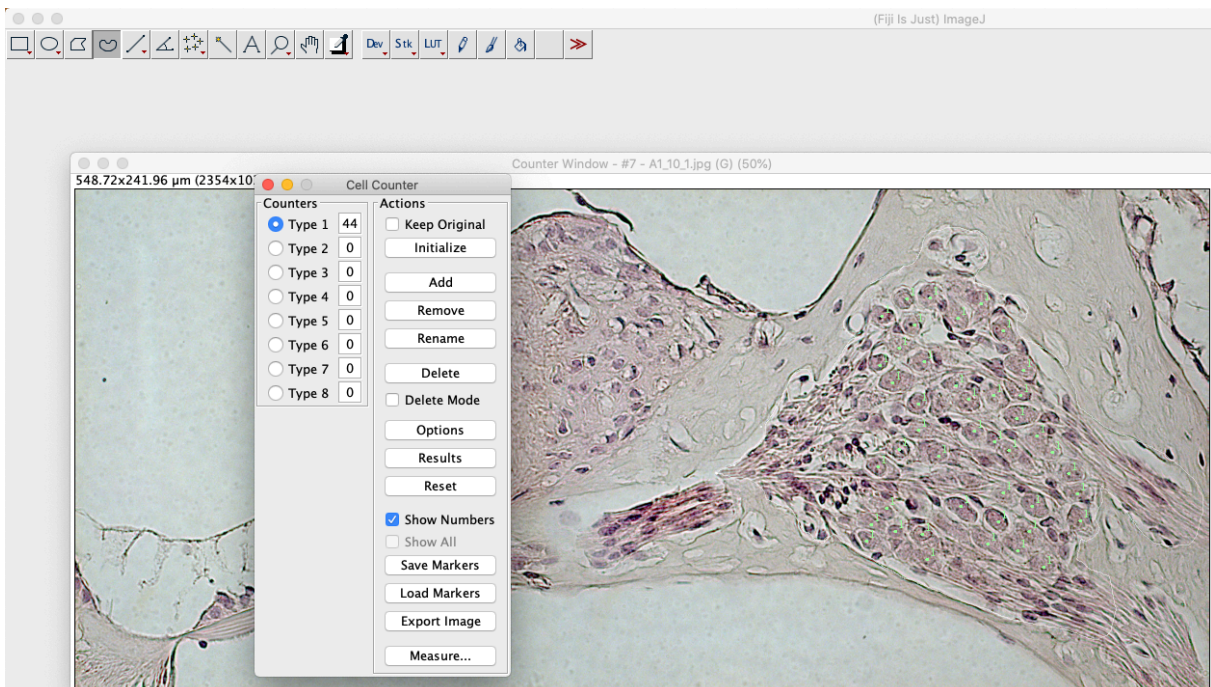 (Fiji Is Just) ImageJ
Dev Stk LUT
Counter Window - #7 - A1_10_1.jpg (G) (50%)
548.72x241.96 µm (2354x10
Cell Counter
Counters
Actions
Type 1 44
Keep Original
Type 2 0
Initialize
Type 3 0
Add
Type 4 0
Remove
Type 5 0
Rename
Type 6 0
Delete
Type 7 0
Delete Mode
Type 8 0
Options
Results
Reset
Show Numbers
Show All
Save Markers
Load Markers
Export Image
Measure...